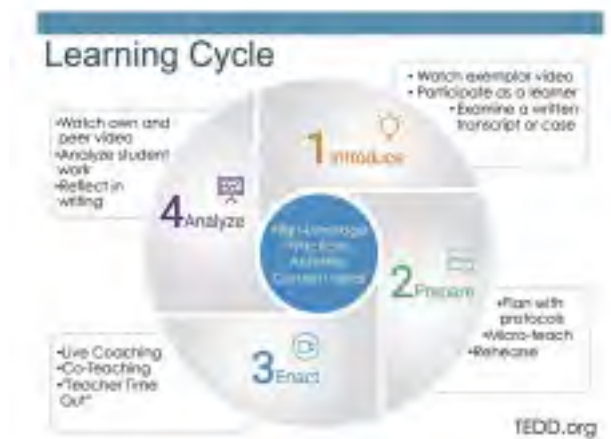 Learning Cycle
• Watch exemplar video
• Participate as a learner
• Examine a written
transcript or case
1 Introduce
•Watch own and
peer video
•Analyze student
work
•Reflect in
writing
4 Analyze
High-Leverage
Practices
2 Prepare
•Plan with
protocols
•Micro-teach
•Rehearse
3 Enact
•Live Coaching
•Co-Teaching
•"Teacher Time
Out"
TEDD.org